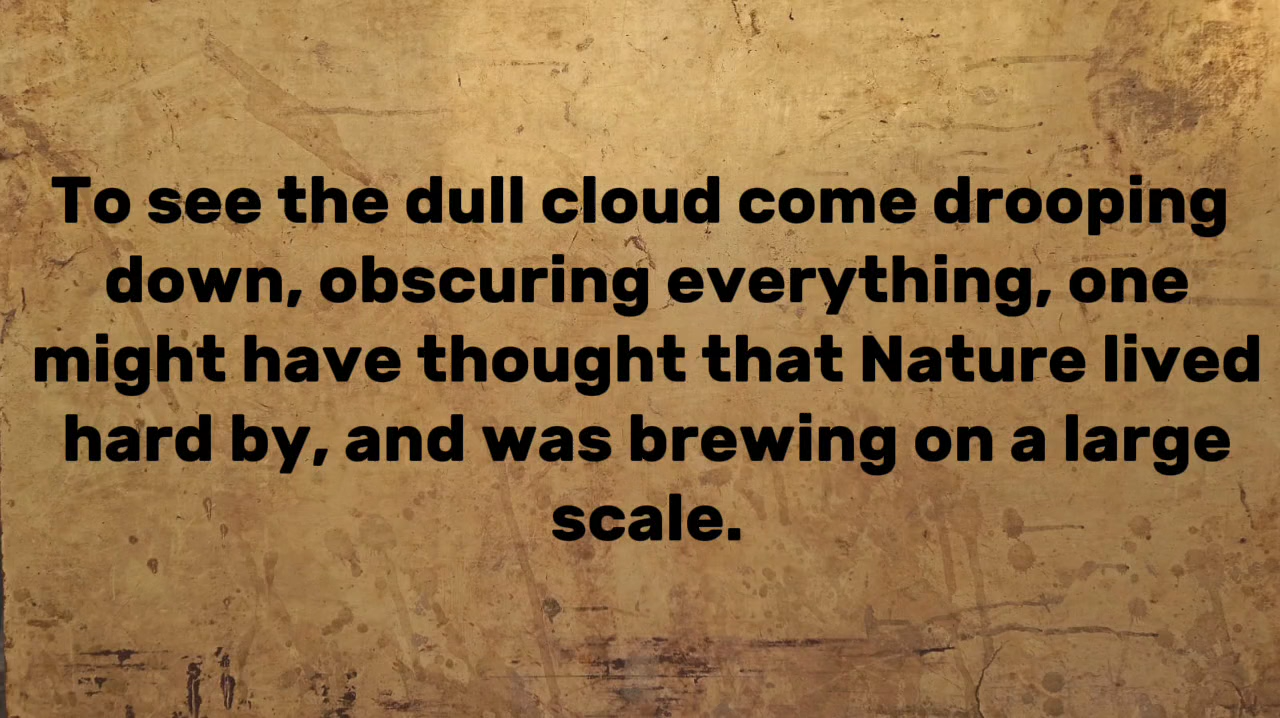 To see the dull cloud come drooping
down, obscuring everything, one
might have thought that Nature lived
hard by, and was brewing on a large
scale.